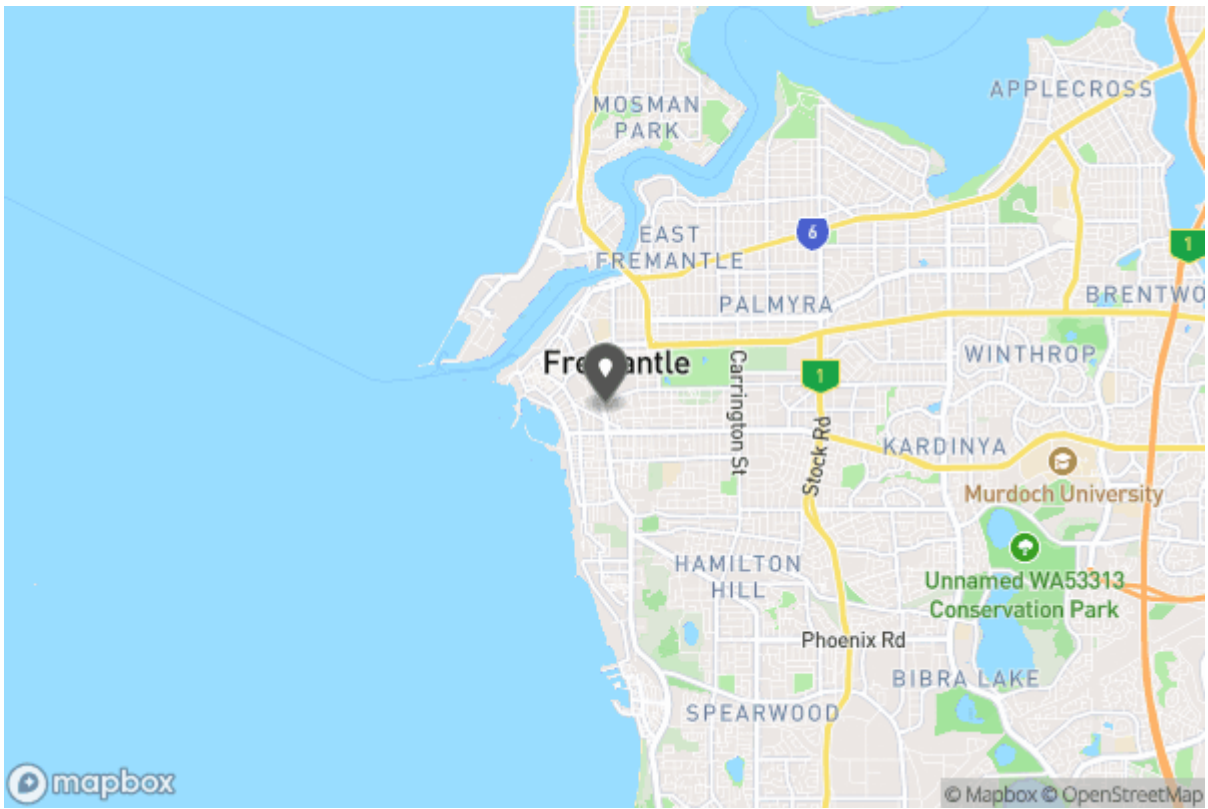 APPLECROSS
MOSMAN
PARK
6
EAST
FREMANTLE
1
BRENTWO
PALMYRA
WINTHROP
Fremantle
1
Carrington St
Stock Rd
KARDINYA
Murdoch University
HAMILTON
HILL
Unnamed WA53313
Conservation Park
Phoenix Rd
BIBRA LAKE
SPEARWOOD
mapbox
© Mapbox © OpenStreetMap